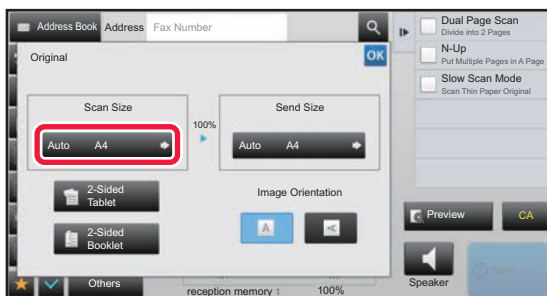 Address Book Address Fax Number
Dual Page Scan
Divide into 2 Pages
N-Up
Put Multiple Pages in A Page
Slow Scan Mode
Scan Thin Paper Original
Original
OK
Scan Size
100%
Send Size
Auto A4
Auto A4
2-Sided
Tablet
Image Orientation
A
A
2-Sided
Booklet
Preview
CA
Others
reception memory : 100%
Speaker
Start